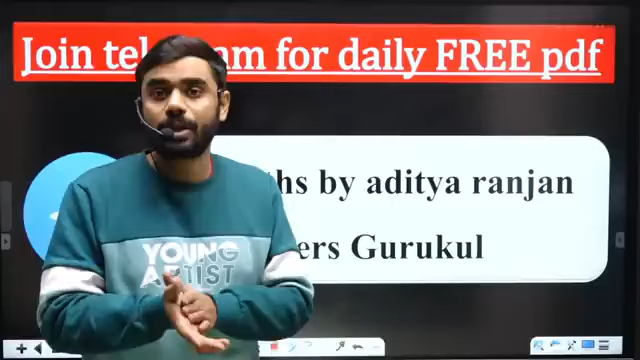 Join tel am for daily FREE pdf
ths by aditya ranjan
ers Gurukul
YOUNG
ARTIST